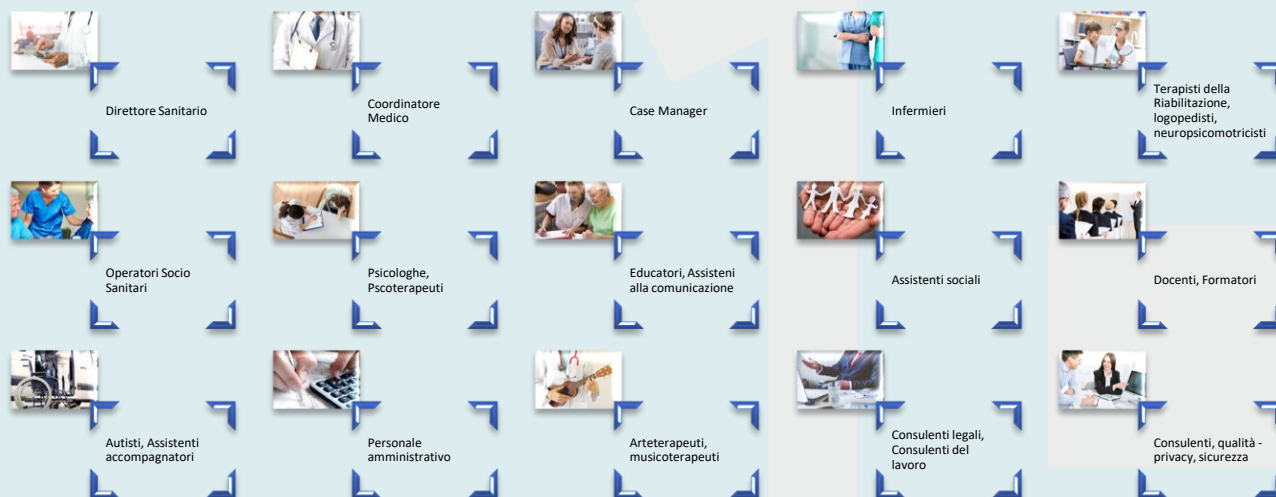 Direttore Sanitario
Coordinatore
Medico
Case Manager
Infermieri
Terapisti della
Riabilitazione,
logopedisti,
neuropsicomotricisti
Operatori Socio
Sanitari
Psicologhe,
Pscoterapeuti
Educatori, Assisteni
alla comunicazione
Assistenti sociali
Docenti, Formatori
Autisti, Assistenti
accompagnatori
Personale
amministrativo
Arteterapeuti,
musicoterapeuti
Consulenti legali,
Consulenti del
lavoro
Consulenti, qualità -
privacy, sicurezza